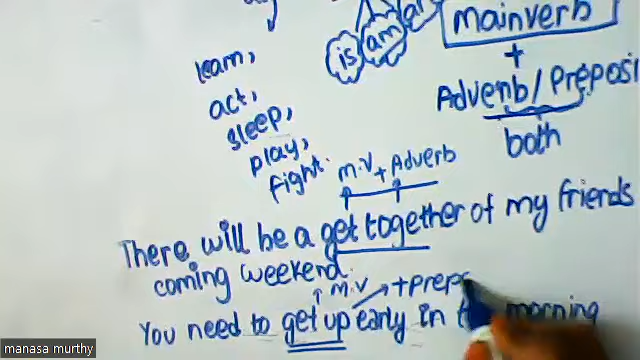 is am
mainverb
+
Adverb/Preposi
both
learn,
act,
sleep,
play,
fight.
m.v + Adverb
There will be a get together of my friends
coming weekend.
m.v + prep
You need to get up early in morning
manasa murthy